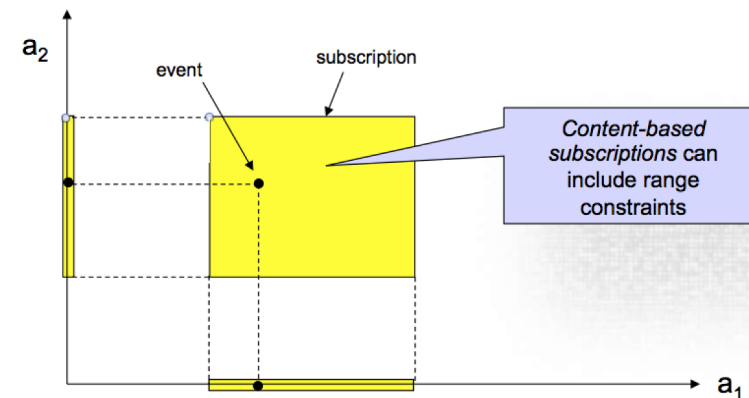 a2
event
subscription
Content-based
subscriptions can
include range
constraints
a1